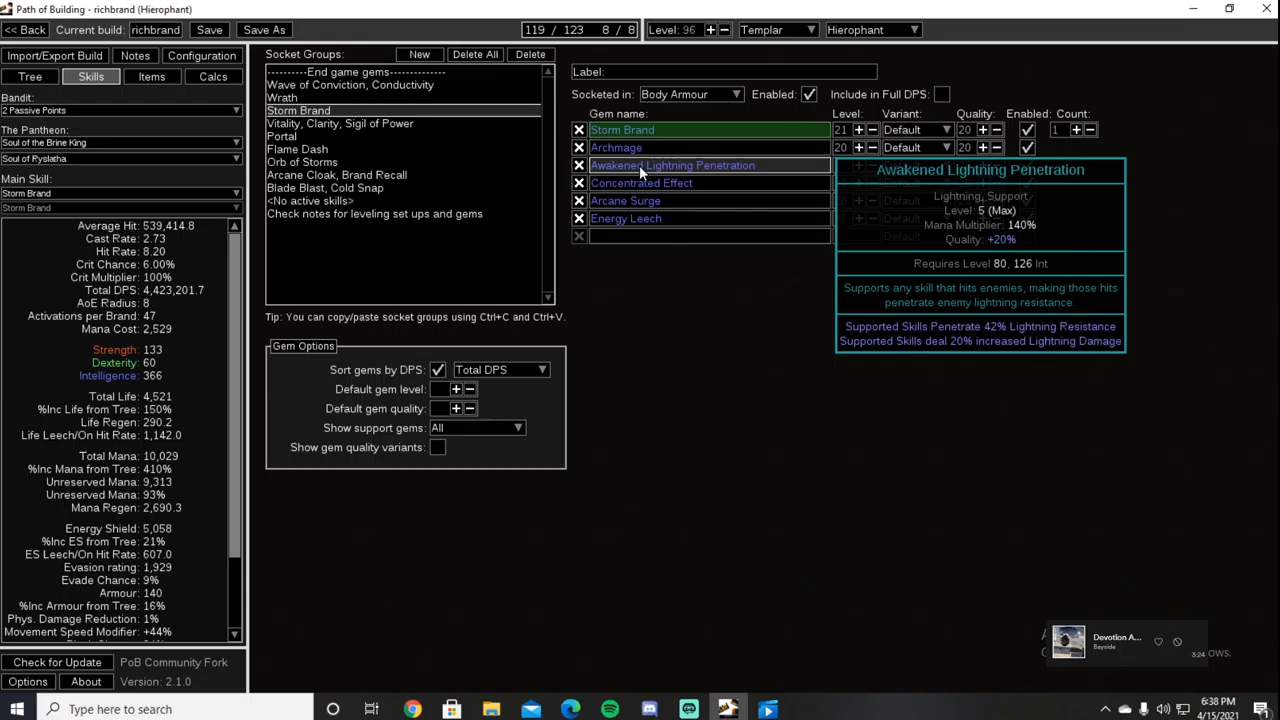 Path of Building - richbrand (Hierophant)
<< Back Current build: richbrand Save Save As 119 / 123 8 / 8 Level: 96 Templar Hierophant
Import/Export Build Notes Configuration
Tree Skills Items Calcs
Bandit:
2 Passive Points
The Pantheon:
Soul of the Brine King
Soul of Ryslatha
Main Skill:
Storm Brand
Storm Brand
Average Hit: 539,414.8
Cast Rate: 2.73
Hit Rate: 8.20
Crit Chance: 6.00%
Crit Multiplier: 100%
Total DPS: 4,423,201.7
AoE Radius: 8
Activations per Brand: 47
Mana Cost: 2,529
Strength: 133
Dexterity: 60
Intelligence: 366
Total Life: 4,521
%Inc Life from Tree: 150%
Life Regen: 290.2
Life Leech/On Hit Rate: 1,142.0
Total Mana: 10,029
%Inc Mana from Tree: 410%
Unreserved Mana: 9,313
Unreserved Mana: 93%
Mana Regen: 2,690.3
Energy Shield: 5,058
%Inc ES from Tree: 21%
ES Leech/On Hit Rate: 607.0
Evasion rating: 1,929
Evade Chance: 9%
Armour: 140
%Inc Armour from Tree: 16%
Phys. Damage Reduction: 1%
Movement Speed Modifier: +44%
Check for Update PoB Community Fork
Options About Version: 2.1.0
Socket Groups: New Delete All Delete
----------End game gems--------------
Wave of Conviction, Conductivity
Wrath
Storm Brand
Vitality, Clarity, Sigil of Power
Portal
Flame Dash
Orb of Storms
Arcane Cloak, Brand Recall
Blade Blast, Cold Snap
<No active skills>
Check notes for leveling set ups and gems
Tip: You can copy/paste socket groups using Ctrl+C and Ctrl+V.
Gem Options
Sort gems by DPS: Total DPS
Default gem level:
Default gem quality:
Show support gems: All
Show gem quality variants:
Label:
Socketed in: Body Armour Enabled: Include in Full DPS:
Gem name: Level: Variant: Quality: Enabled: Count:
Storm Brand 21 Default 20 1
Archmage 20 Default 20
Awakened Lightning Penetration
Concentrated Effect
Arcane Surge
Energy Leech
Awakened Lightning Penetration
Lightning, Support
Level: 5 (Max)
Mana Multiplier: 140%
Quality: +20%
Requires Level 80, 126 Int
Supports any skill that hits enemies, making those hits
penetrate enemy lightning resistance.
Supported Skills Penetrate 42% Lightning Resistance
Supported Skills deal 20% increased Lightning Damage
Devotion A...
Bayside
3:24
ows.
Type here to search
6:38 PM
4/15/2021